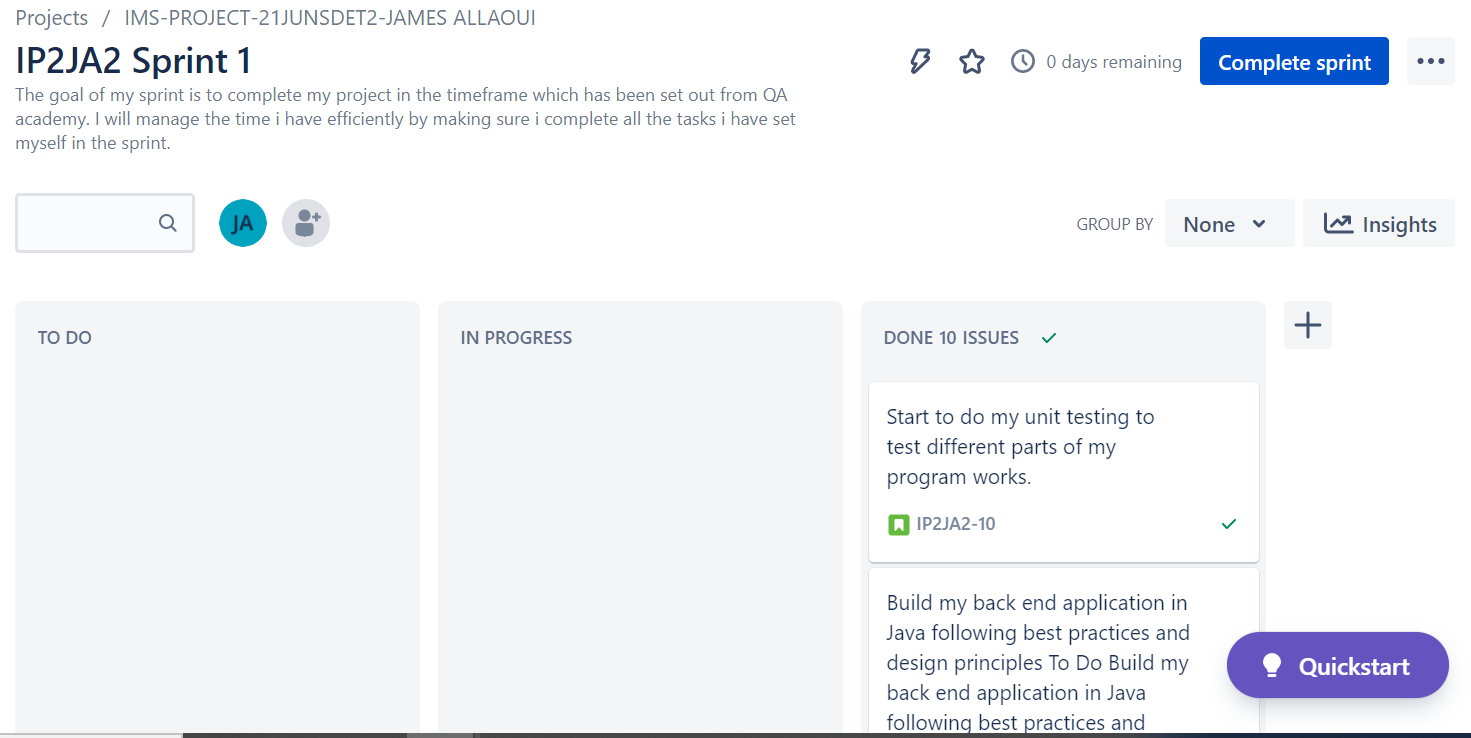 Projects / IMS-PROJECT-21JUNSDET2-JAMES ALLAOUI
IP2JA2 Sprint 1
0 days remaining
Complete sprint
The goal of my sprint is to complete my project in the timeframe which has been set out from QA
academy. I will manage the time i have efficiently by making sure i complete all the tasks i have set
myself in the sprint.
JA
GROUP BY
None
Insights
TO DO
IN PROGRESS
DONE 10 ISSUES
Start to do my unit testing to
test different parts of my
program works.
IP2JA2-10
Build my back end application in
Java following best practices and
design principles To Do Build my
back end application in Java
following best practices and
Quickstart